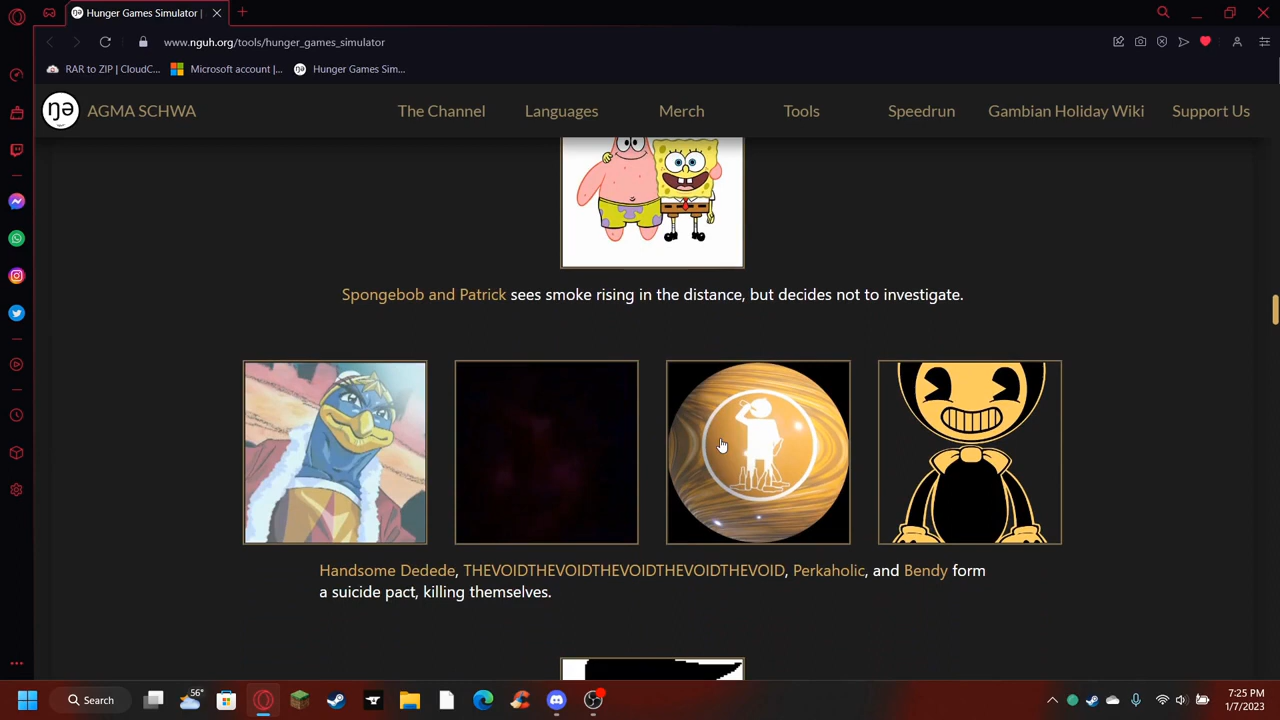 Hunger Games Simulator |
www.nguh.org/tools/hunger_games_simulator
RAR to ZIP | CloudC...
Microsoft account |...
Hunger Games Sim...
ŋə
AGMA SCHWA
The Channel
Languages
Merch
Tools
Speedrun
Gambian Holiday Wiki
Support Us
Spongebob and Patrick sees smoke rising in the distance, but decides not to investigate.
Handsome Dedede, THEVOIDTHEVOIDTHEVOIDTHEVOIDTHEVOID, Perkaholic, and Bendy form
a suicide pact, killing themselves.
56°
Search
7:25 PM
1/7/2023